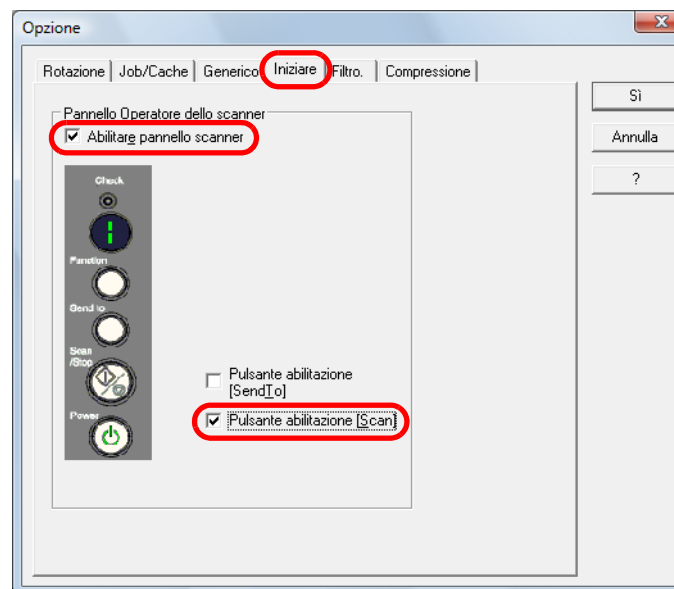 Opzione
Rotazione Job/Cache Generico Iniziare Filtro. Compressione
Sì
Annulla
?
Pannello Operatore dello scanner
Abilitare pannello scanner
Check
Function
Send to
Scan
/Stop
Power
Pulsante abilitazione
[SendTo]
Pulsante abilitazione [Scan]